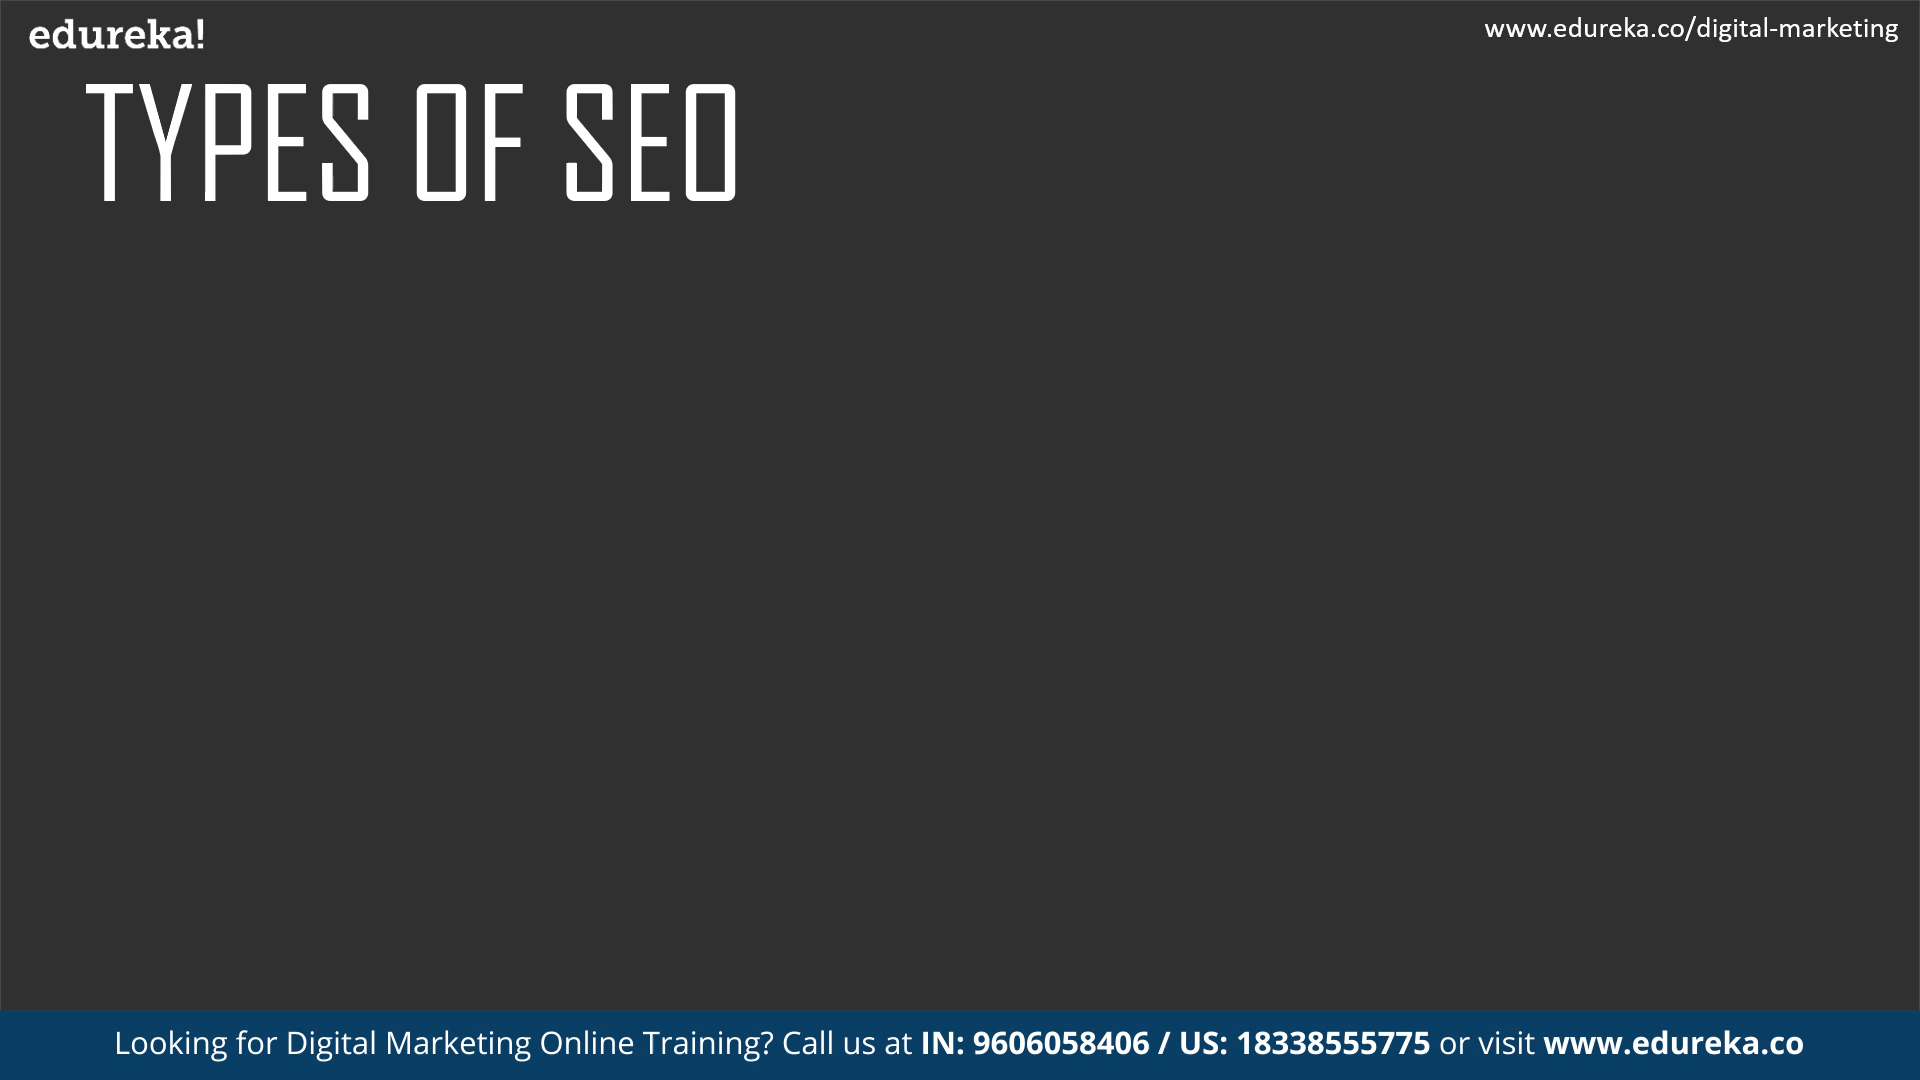 edureka!
www.edureka.co/digital-marketing
TYPES OF SEO
Looking for Digital Marketing Online Training? Call us at IN: 9606058406 / US: 18338555775 or visit www.edureka.co